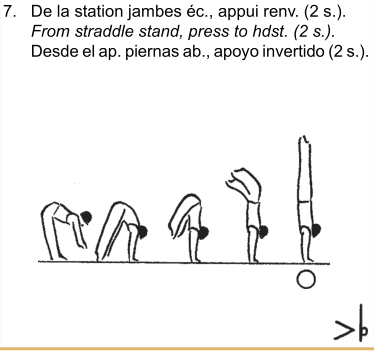 7. De la station jambes éc., appui renv. (2 s.).
From straddle stand, press to hdst. (2 s.).
Desde el ap. piernas ab., apoyo invertido (2 s.).